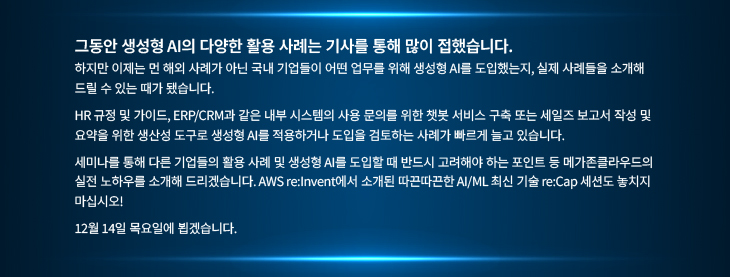 그동안 생성형 AI의 다양한 활용 사례는 기사를 통해 많이 접했습니다.
하지만 이제는 먼 해외 사례가 아닌 국내 기업들이 어떤 업무를 위해 생성형 AI를 도입했는지, 실제 사례들을 소개해
드릴 수 있는 때가 됐습니다.
HR 규정 및 가이드, ERP/CRM과 같은 내부 시스템의 사용 문의를 위한 챗봇 서비스 구축 또는 세일즈 보고서 작성 및
요약을 위한 생산성 도구로 생성형 AI를 적용하거나 도입을 검토하는 사례가 빠르게 늘고 있습니다.
세미나를 통해 다른 기업들의 활용 사례 및 생성형 AI를 도입할 때 반드시 고려해야 하는 포인트 등 메가존클라우드의
실전 노하우를 소개해 드리겠습니다. AWS re:Invent에서 소개된 따끈따끈한 AI/ML 최신 기술 re:Cap 세션도 놓치지
마십시오!
12월 14일 목요일에 뵙겠습니다.